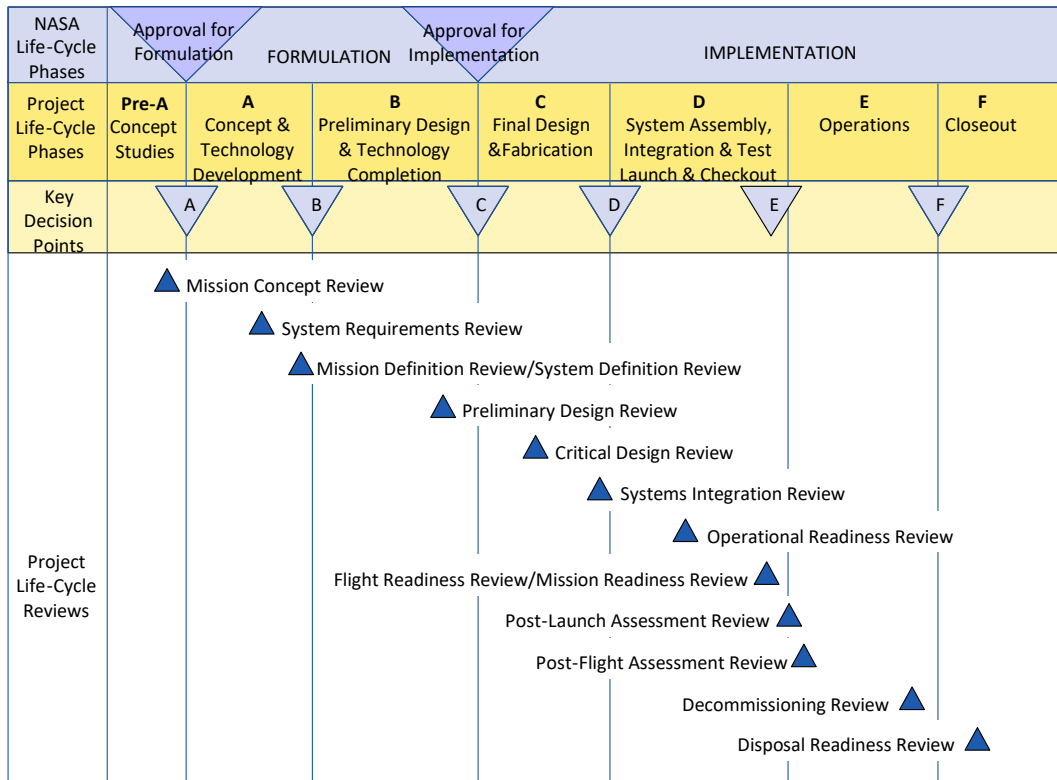 NASA
Life-Cycle
Phases
Approval for
Formulation
FORMULATION
Approval for
Implementation
IMPLEMENTATION
Project
Life-Cycle
Phases
Pre-A
Concept
Studies
A
Concept &
Technology
Development
B
Preliminary Design
& Technology
Completion
C
Final Design
&Fabrication
D
System Assembly,
Integration & Test
Launch & Checkout
E
Operations
F
Closeout
Key
Decision
Points
A
B
C
D
E
F
Project
Life-Cycle
Reviews
Mission Concept Review
System Requirements Review
Mission Definition Review/System Definition Review
Preliminary Design Review
Critical Design Review
Systems Integration Review
Operational Readiness Review
Flight Readiness Review/Mission Readiness Review
Post-Launch Assessment Review
Post-Flight Assessment Review
Decommissioning Review
Disposal Readiness Review